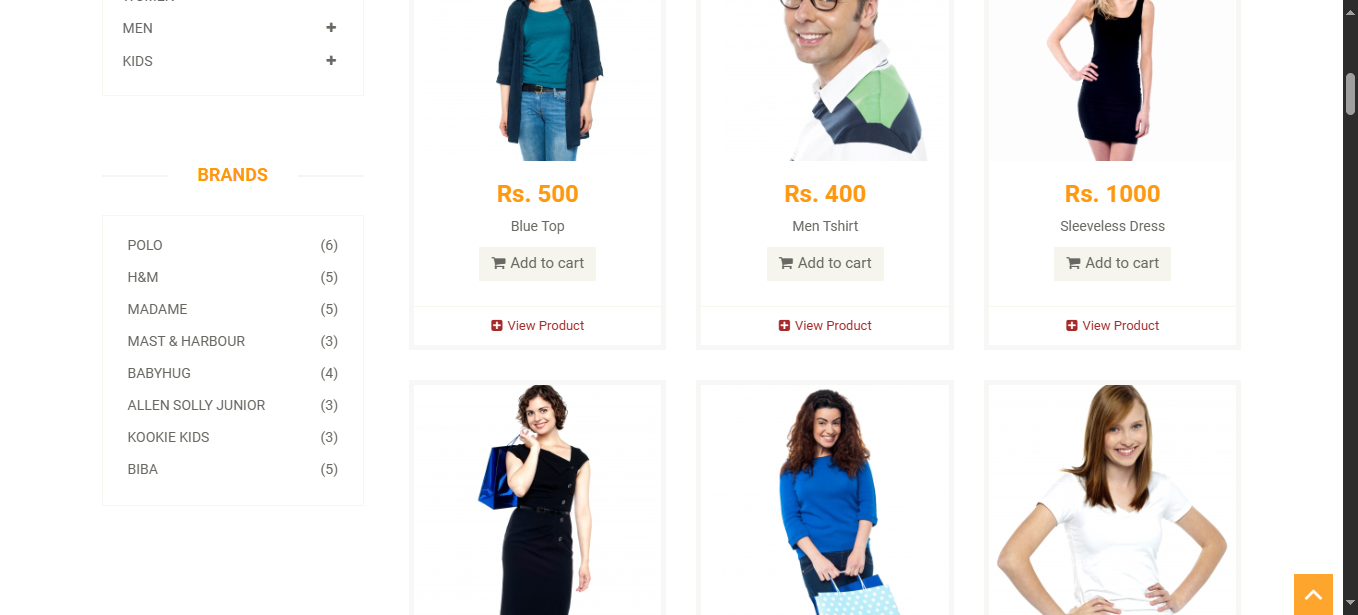 MEN
KIDS
BRANDS
POLO (6)
H&M (5)
MADAME (5)
MAST & HARBOUR (3)
BABYHUG (4)
ALLEN SOLLY JUNIOR (3)
KOOKIE KIDS (3)
BIBA (5)
Rs. 500
Blue Top
Add to cart
View Product
Rs. 400
Men Tshirt
Add to cart
View Product
Rs. 1000
Sleeveless Dress
Add to cart
View Product